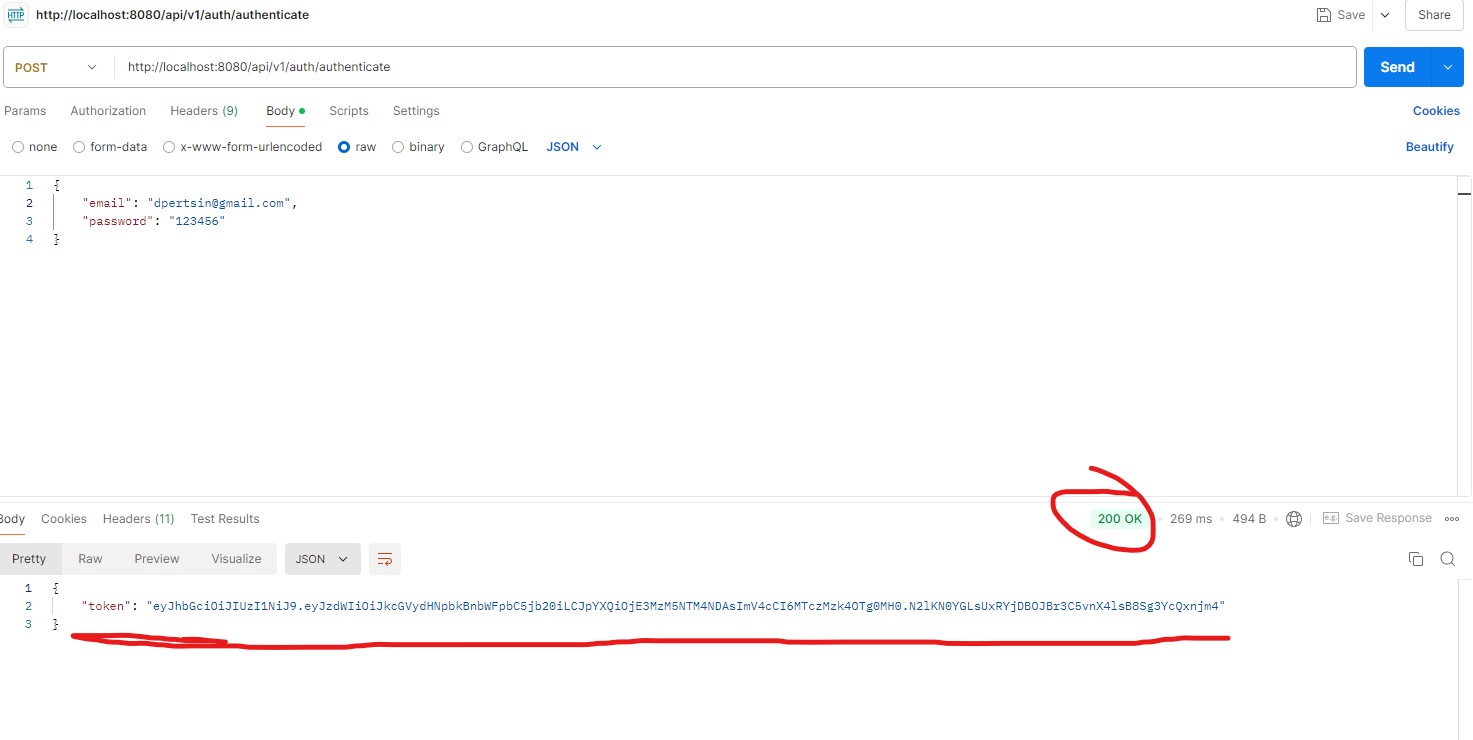 HTTP http://localhost:8080/api/v1/auth/authenticate Save Share
POST http://localhost:8080/api/v1/auth/authenticate Send
Params Authorization Headers (9) Body Scripts Settings Cookies
none form-data x-www-form-urlencoded raw binary GraphQL JSON Beautify
1 {
2 "email": "dpertsin@gmail.com",
3 "password": "123456"
4 }
Body Cookies Headers (11) Test Results 200 OK 269 ms 494 B e.g. Save Response
Pretty Raw Preview Visualize JSON
1 {
2 "token": "eyJhbGciOiJIUzI1NiJ9.eyJzdWIiOiJkcGVydHNpbkBnbWFpbC5jb20iLCJpYXQiOjE3MzM5NTM4NDAsImV4cCI6MTczMzk4OTg0MH0.N2lKN0YGLsUxRYjDBOJBr3C5vnX4lsB8Sg3YcQxnjm4"
3 }